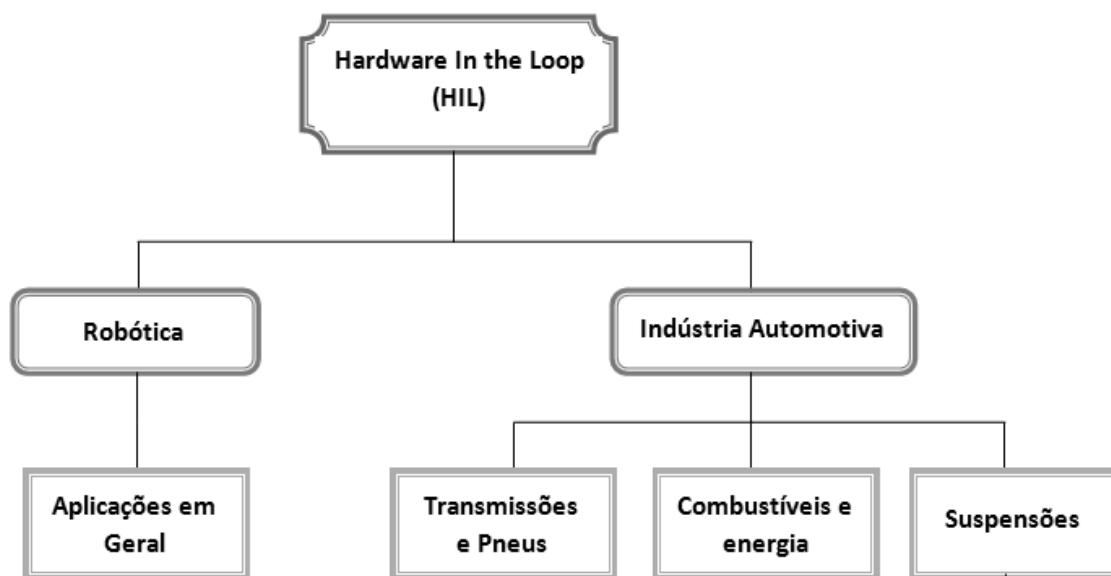 Hardware In the Loop
(HIL)
Robótica
Indústria Automotiva
Aplicações em
Geral
Transmissões
e Pneus
Combustíveis e
energia
Suspensões